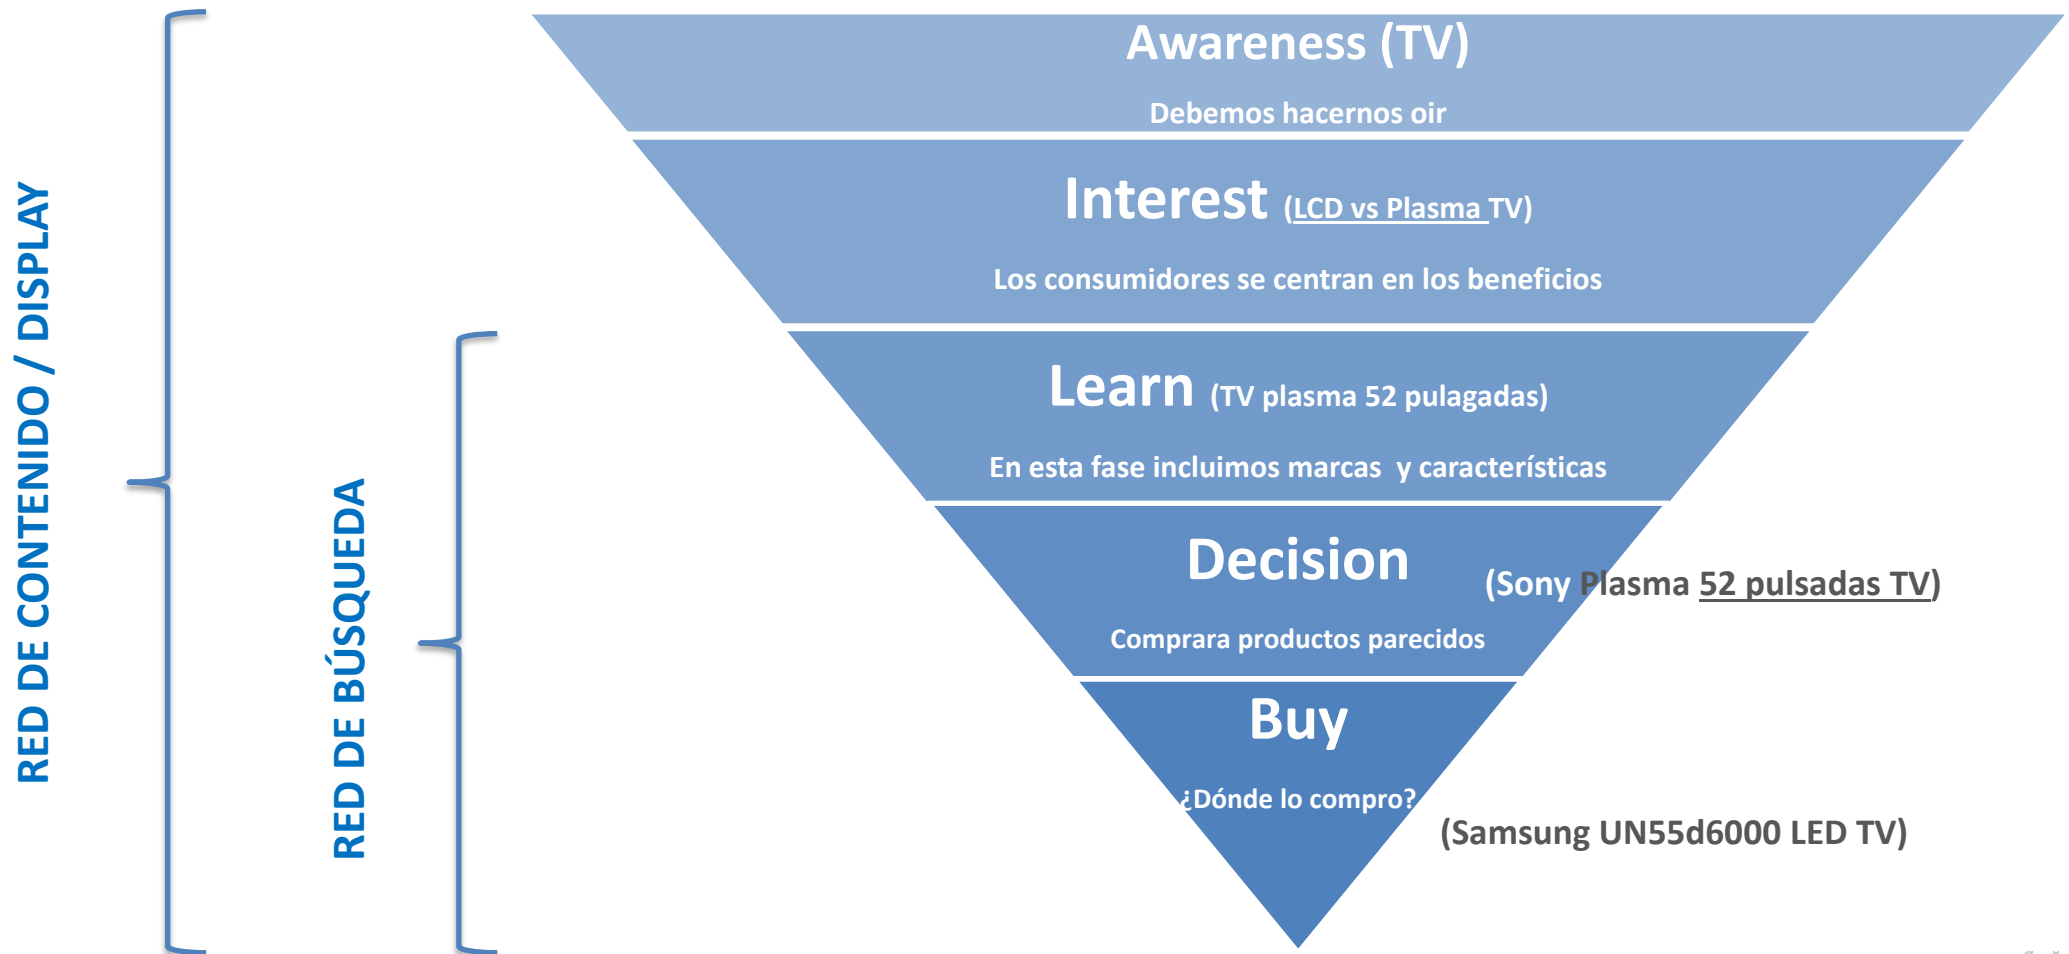 RED DE CONTENIDO / DISPLAY
RED DE BÚSQUEDA
Awareness (TV)
Debemos hacernos oir
Interest (LCD vs Plasma TV)
Los consumidores se centran en los beneficios
Learn (TV plasma 52 pulagadas)
En esta fase incluimos marcas y característícas
Decision
(Sony Plasma 52 pulsadas TV)
Comprara productos parecidos
Buy
¿Dónde lo compro?
(Samsung UN55d6000 LED TV)